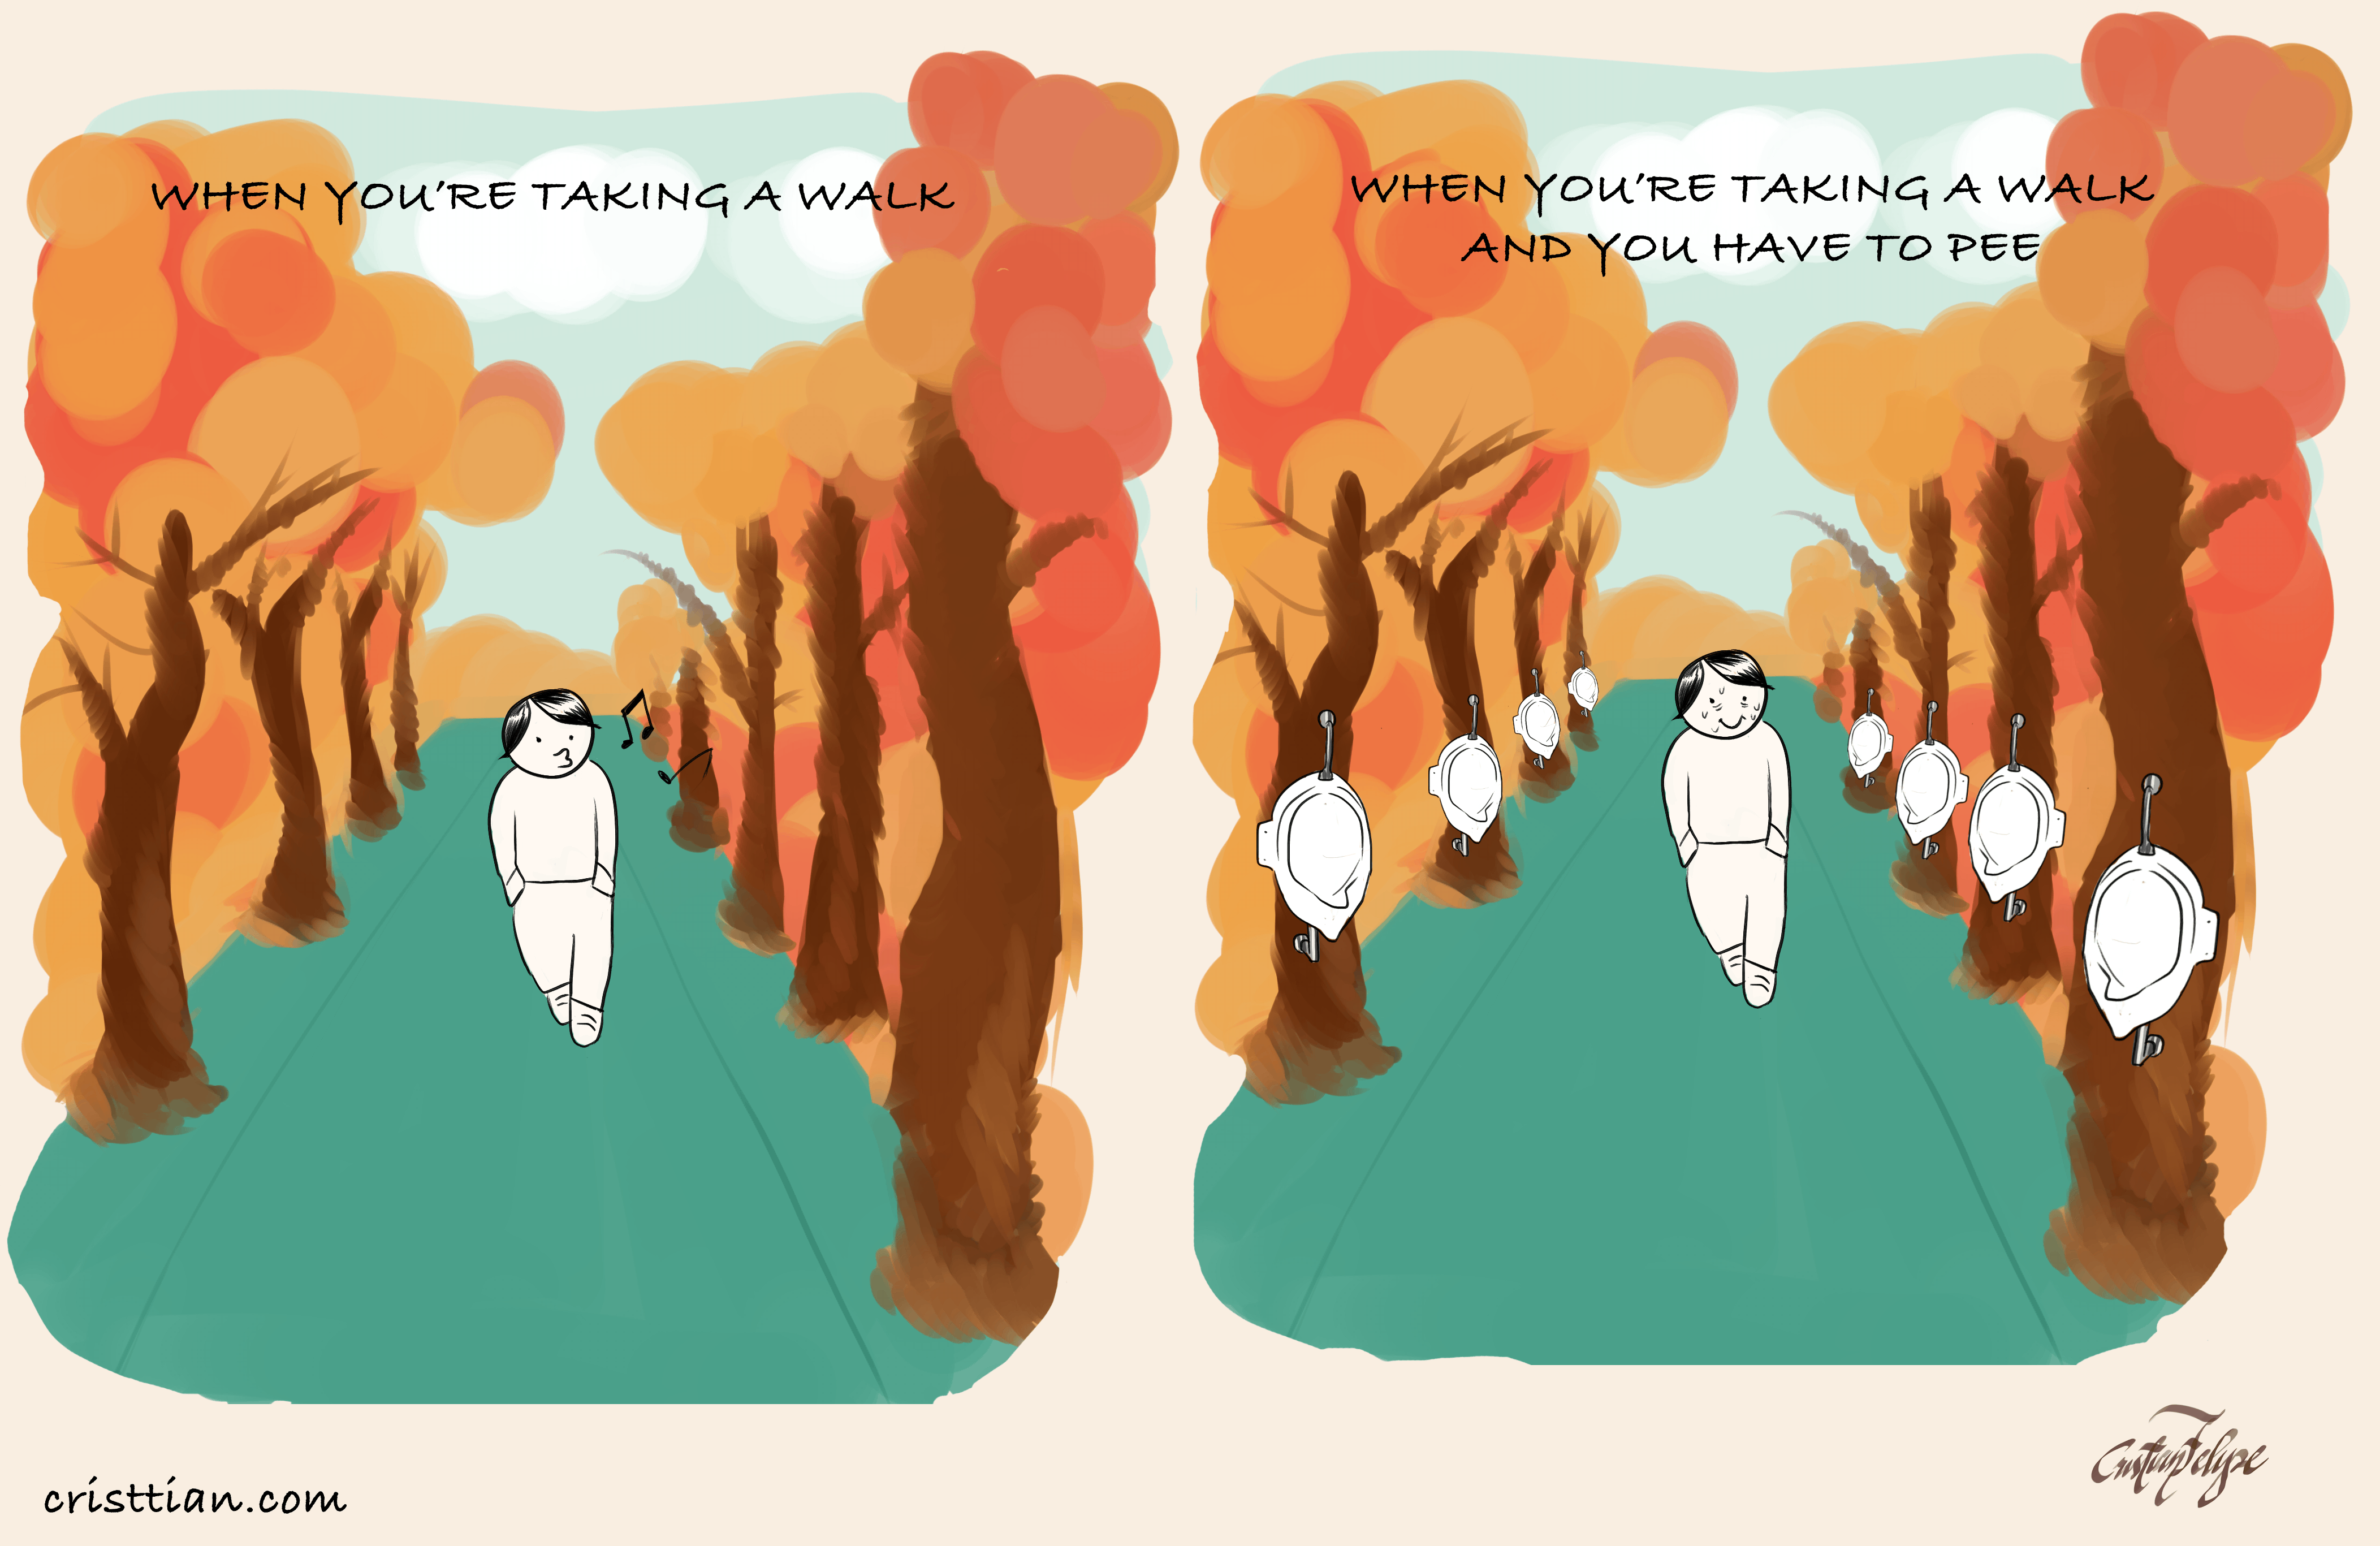 WHEN YOU'RE TAKING A WALK
WHEN YOU'RE TAKING A WALK
AND YOU HAVE TO PEE
cristtian.com